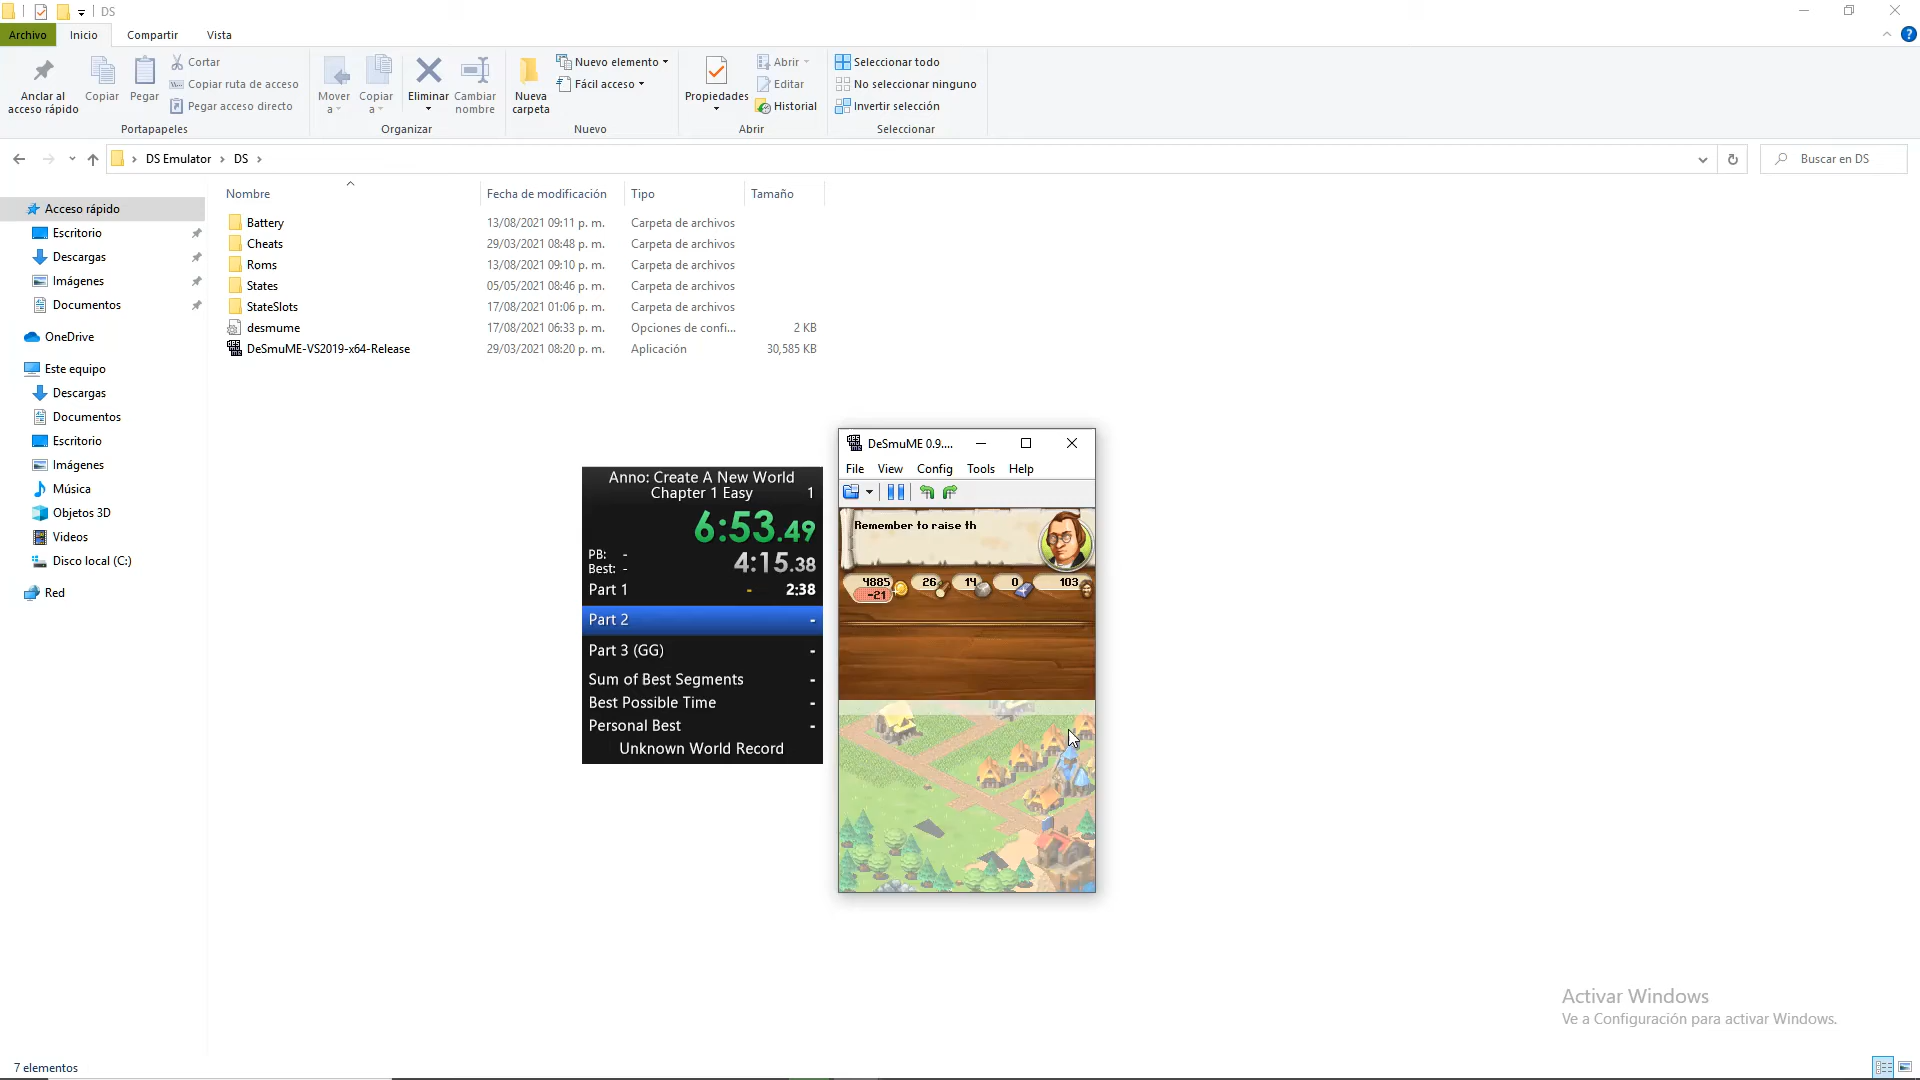 DS
Archivo Inicio Compartir Vista
Anclar al acceso rápido
Copiar
Pegar
Cortar
Copiar ruta de acceso
Pegar acceso directo
Portapapeles
Mover a
Copiar a
Eliminar
Cambiar nombre
Organizar
Nueva carpeta
Nuevo elemento
Fácil acceso
Nuevo
Propiedades
Abrir
Editar
Historial
Abrir
Seleccionar todo
No seleccionar ninguno
Invertir selección
Seleccionar
DS Emulator DS
Buscar en DS
Nombre Fecha de modificación Tipo Tamaño
Battery 13/08/2021 09:11 p. m. Carpeta de archivos
Cheats 29/03/2021 08:48 p. m. Carpeta de archivos
Roms 13/08/2021 09:10 p. m. Carpeta de archivos
States 05/05/2021 08:46 p. m. Carpeta de archivos
StateSlots 17/08/2021 01:06 p. m. Carpeta de archivos
desmume 17/08/2021 06:33 p. m. Opciones de confi... 2 KB
DeSmuME-VS2019-x64-Release 29/03/2021 08:20 p. m. Aplicación 30,585 KB
Acceso rápido
Escritorio
Descargas
Imágenes
Documentos
OneDrive
Este equipo
Descargas
Documentos
Escritorio
Imágenes
Música
Objetos 3D
Videos
Disco local (C:)
Red
Anno: Create A New World
Chapter 1 Easy 1
6:53.49
PB: -
Best: -
4:15.38
Part 1 - 2:38
Part 2 -
Part 3 (GG) -
Sum of Best Segments -
Best Possible Time -
Personal Best -
Unknown World Record
DeSmuME 0.9....
File View Config Tools Help
Remember to raise th
4885 26 14 0 103
-21
Activar Windows
Ve a Configuración para activar Windows.
7 elementos